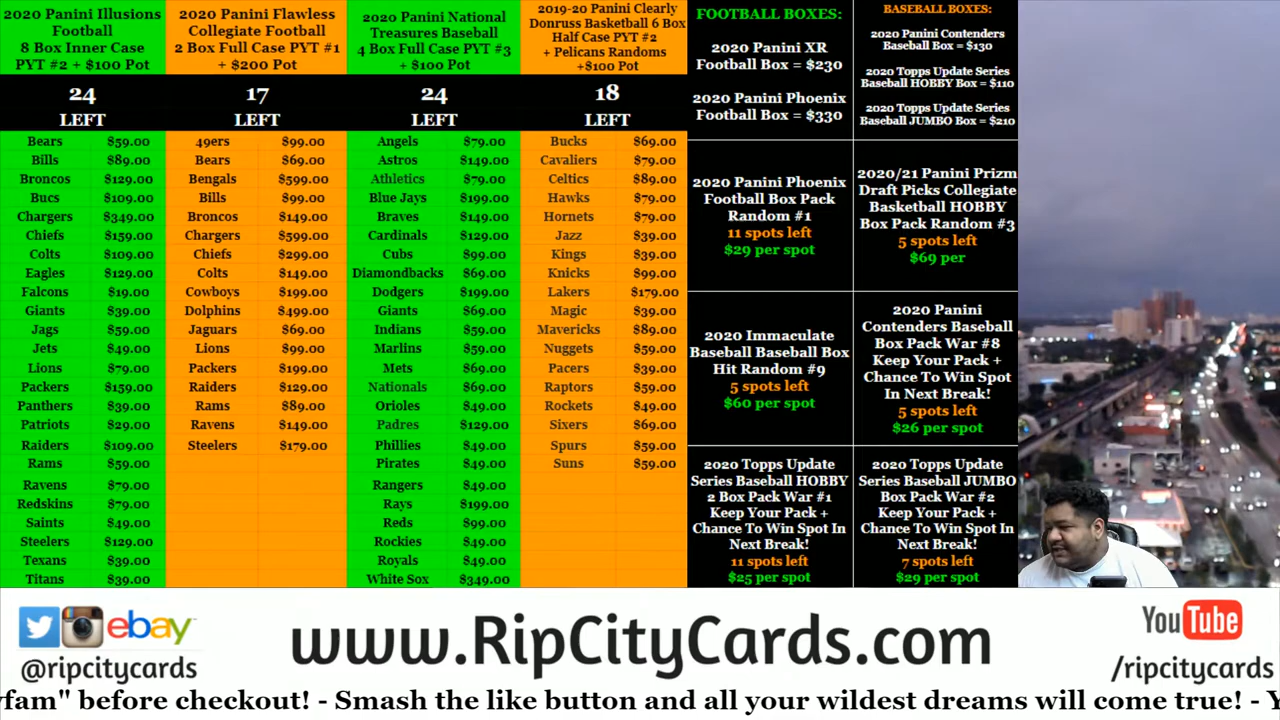 2020 Panini Illusions
Football
8 Box Inner Case
PYT #2 + $100 Pot
24
LEFT
Bears $59.00
Bills $89.00
Broncos $129.00
Bucs $109.00
Chargers $349.00
Chiefs $159.00
Colts $109.00
Eagles $129.00
Falcons $19.00
Giants $39.00
Jags $59.00
Jets $49.00
Lions $79.00
Packers $159.00
Panthers $39.00
Patriots $29.00
Raiders $109.00
Rams $59.00
Ravens $79.00
Redskins $79.00
Saints $49.00
Steelers $129.00
Texans $39.00
Titans $39.00
2020 Panini Flawless
Collegiate Football
2 Box Full Case PYT #1
+ $200 Pot
17
LEFT
49ers $99.00
Bears $69.00
Bengals $599.00
Bills $99.00
Broncos $149.00
Chargers $599.00
Chiefs $299.00
Colts $149.00
Cowboys $199.00
Dolphins $499.00
Jaguars $69.00
Lions $99.00
Packers $199.00
Raiders $129.00
Rams $89.00
Ravens $149.00
Steelers $179.00
2020 Panini National
Treasures Baseball
4 Box Full Case PYT #3
+ $100 Pot
24
LEFT
Angels $79.00
Astros $149.00
Athletics $79.00
Blue Jays $199.00
Braves $149.00
Cardinals $129.00
Cubs $99.00
Diamondbacks $69.00
Dodgers $199.00
Giants $69.00
Indians $59.00
Marlins $59.00
Mets $69.00
Nationals $69.00
Orioles $49.00
Padres $129.00
Phillies $49.00
Pirates $49.00
Rangers $49.00
Rays $199.00
Reds $99.00
Rockies $49.00
Royals $49.00
White Sox $349.00
2019-20 Panini Clearly
Donruss Basketball 6 Box
Half Case PYT #2
+ Pelicans Randoms
+$100 Pot
18
LEFT
Bucks $69.00
Cavaliers $79.00
Celtics $89.00
Hawks $79.00
Hornets $79.00
Jazz $39.00
Kings $39.00
Knicks $99.00
Lakers $179.00
Magic $39.00
Mavericks $89.00
Nuggets $59.00
Pacers $39.00
Raptors $59.00
Rockets $49.00
Sixers $69.00
Spurs $59.00
Suns $59.00
FOOTBALL BOXES:
2020 Panini XR
Football Box = $230
2020 Panini Phoenix
Football Box = $330
2020 Panini Phoenix
Football Box Pack
Random #1
11 spots left
$29 per spot
2020 Immaculate
Baseball Baseball Box
Hit Random #9
5 spots left
$60 per spot
2020 Topps Update
Series Baseball HOBBY
2 Box Pack War #1
Keep Your Pack +
Chance To Win Spot In
Next Break!
11 spots left
$25 per spot
BASEBALL BOXES:
2020 Panini Contenders
Baseball Box = $130
2020 Topps Update Series
Baseball HOBBY Box = $110
2020 Topps Update Series
Baseball JUMBO Box = $210
2020/21 Panini Prizm
Draft Picks Collegiate
Basketball HOBBY
Box Pack Random #3
5 spots left
$69 per
2020 Panini
Contenders Baseball
Box Pack War #8
Keep Your Pack +
Chance To Win Spot
In Next Break!
5 spots left
$26 per spot
2020 Topps Update
Series Baseball JUMBO
Box Pack War #2
Keep Your Pack +
Chance To Win Spot In
Next Break!
7 spots left
$29 per spot
ebay
@ripcitycards
www.RipCityCards.com
YouTube
/ripcitycards
yfam" before checkout! - Smash the like button and all your wildest dreams will come true! - Y